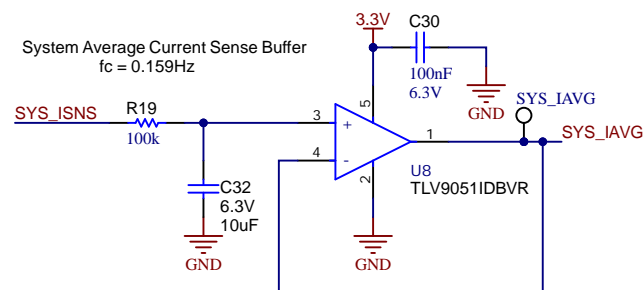 System Average Current Sense Buffer
fc = 0.159Hz
3.3V
C30
100nF
6.3V
GND
SYS_ISNS
R19
100k
3
+
5
4
-
2
1
U8
TLV9051IDBVR
SYS_IAVG
SYS_IAVG
C32
6.3V
10uF
GND
GND